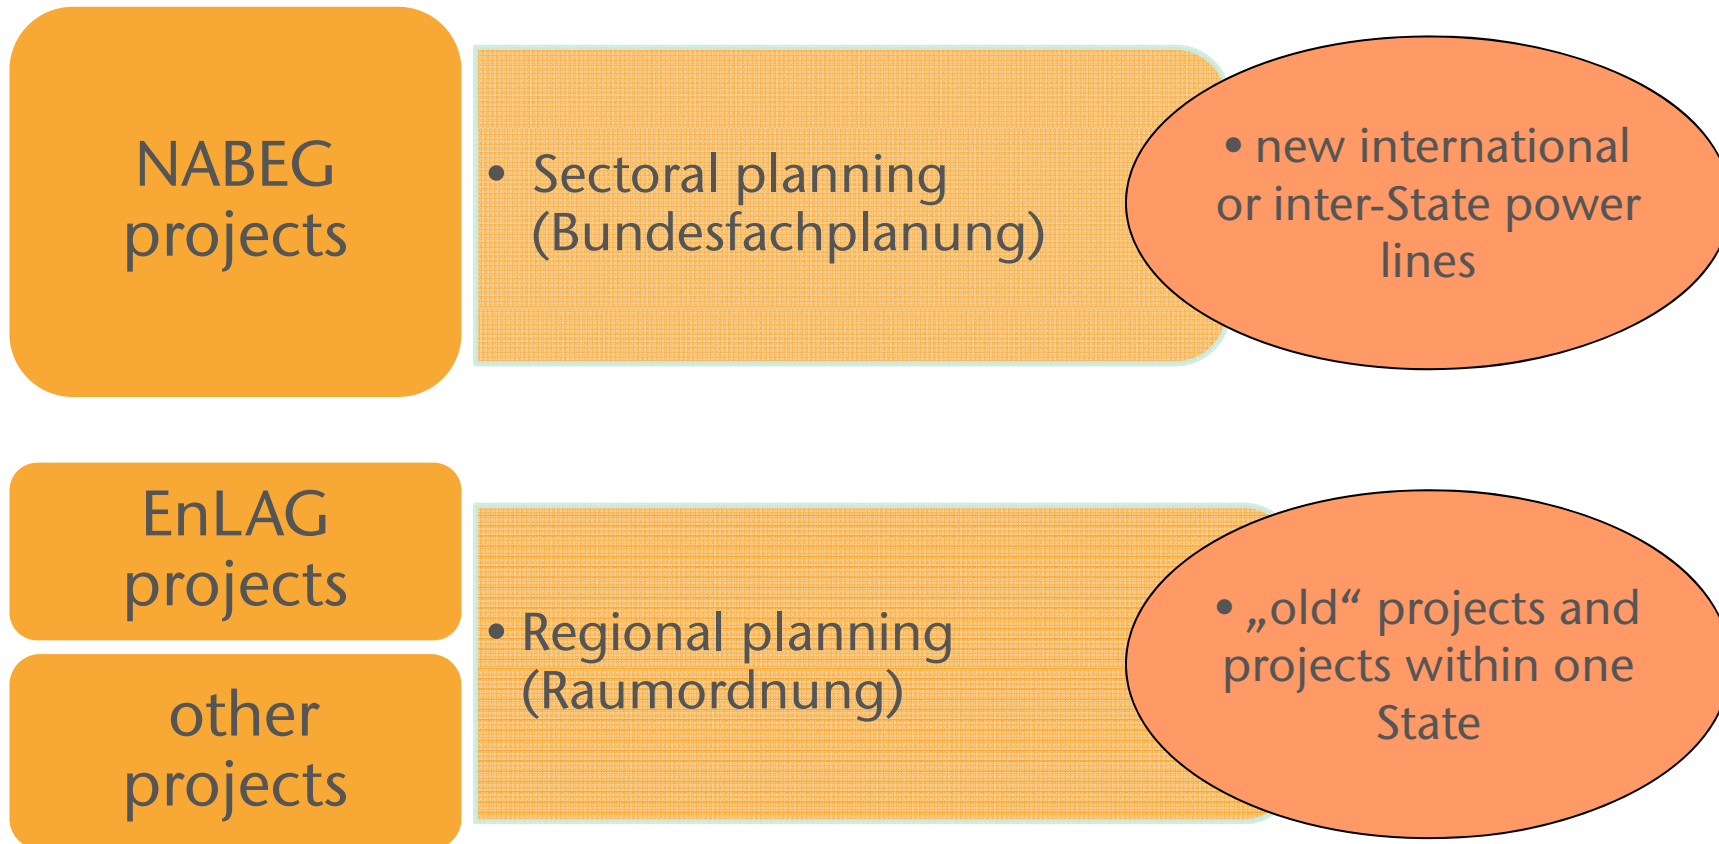 NABEG
projects
• Sectoral planning
(Bundesfachplanung)
• new international
or inter-State power
lines
EnLAG
projects
other
projects
• Regional planning
(Raumordnung)
• „old“ projects and
projects within one
State